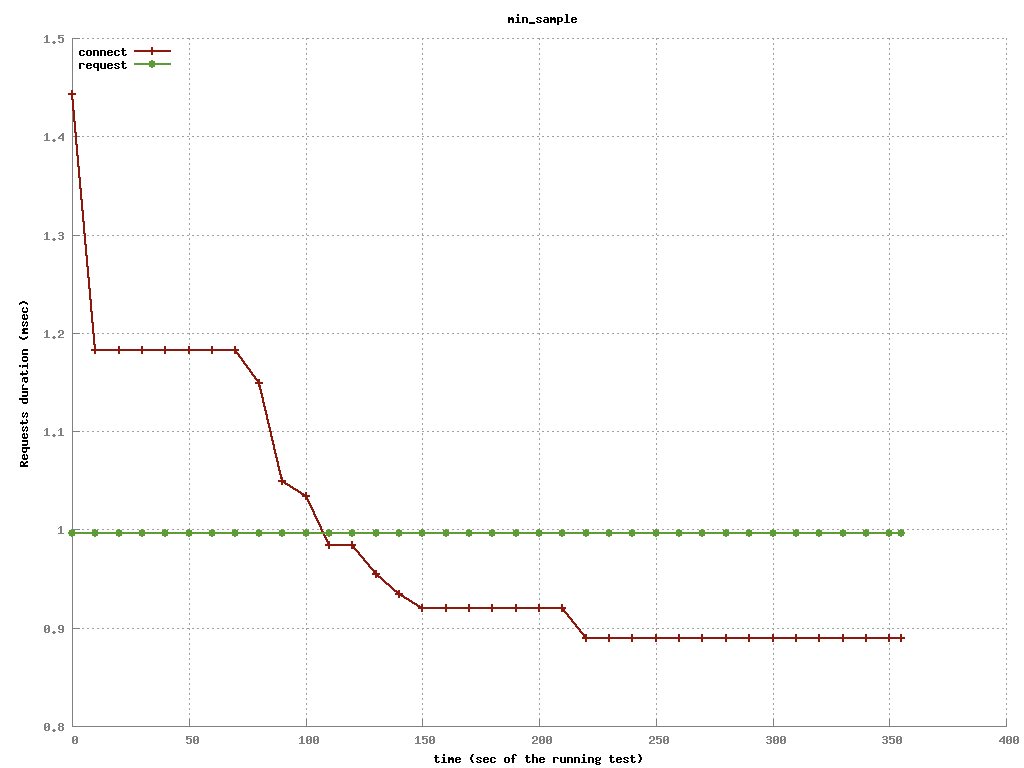 min_sample
1.5
connect
request
1.4
1.3
1.2
1.1
1
0.9
0.8
Requests duration (msec)
0 50 100 150 200 250 300 350 400
time (sec of the running test)